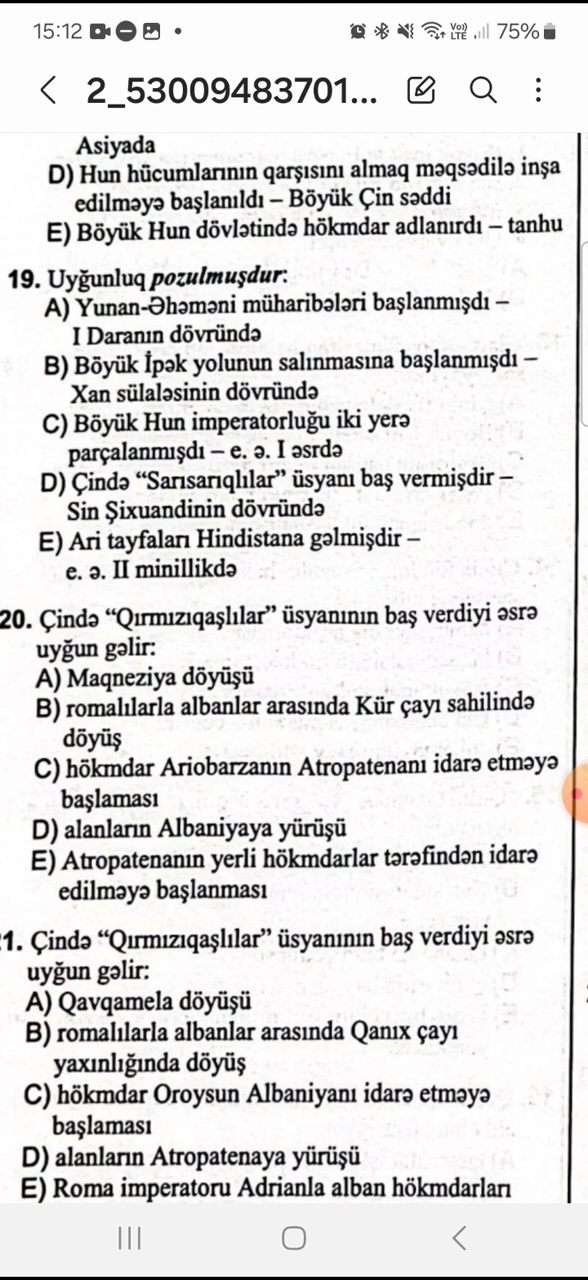 15:12
Vo))
LTE
75%
2_53009483701...
Asiyada
D) Hun hücumlarının qarşısını almaq məqsədilə inşa
edilməyə başlanıldı – Böyük Çin səddi
E) Böyük Hun dövlətində hökmdar adlanırdı – tanhu
19. Uyğunluq pozulmuşdur:
A) Yunan-Əhəməni müharibələri başlanmışdı –
I Daranın dövründə
B) Böyük İpək yolunun salınmasına başlanmışdı –
Xan sülaləsinin dövründə
C) Böyük Hun imperatorluğu iki yerə
parçalanmışdı – e. ə. I əsrdə
D) Çində “Sarısarıqlılar” üsyanı baş vermişdir –
Sin Şixuandinin dövründə
E) Ari tayfaları Hindistana gəlmişdir –
e. ə. II minillikdə
20. Çində “Qırmızıqaşlılar” üsyanının baş verdiyi əsrə
uyğun gəlir:
A) Maqneziya döyüşü
B) romalılarla albanlar arasında Kür çayı sahilində
döyüş
C) hökmdar Ariobarzanın Atropatenanı idarə etməyə
başlaması
D) alanların Albaniyaya yürüşü
E) Atropatenanın yerli hökmdarlar tərəfindən idarə
edilməyə başlanması
21. Çində “Qırmızıqaşlılar” üsyanının baş verdiyi əsrə
uyğun gəlir:
A) Qavqamela döyüşü
B) romalılarla albanlar arasında Qanıx çayı
yaxınlığında döyüş
C) hökmdar Oroysun Albaniyanı idarə etməyə
başlaması
D) alanların Atropatenaya yürüşü
E) Roma imperatoru Adrianla alban hökmdarları